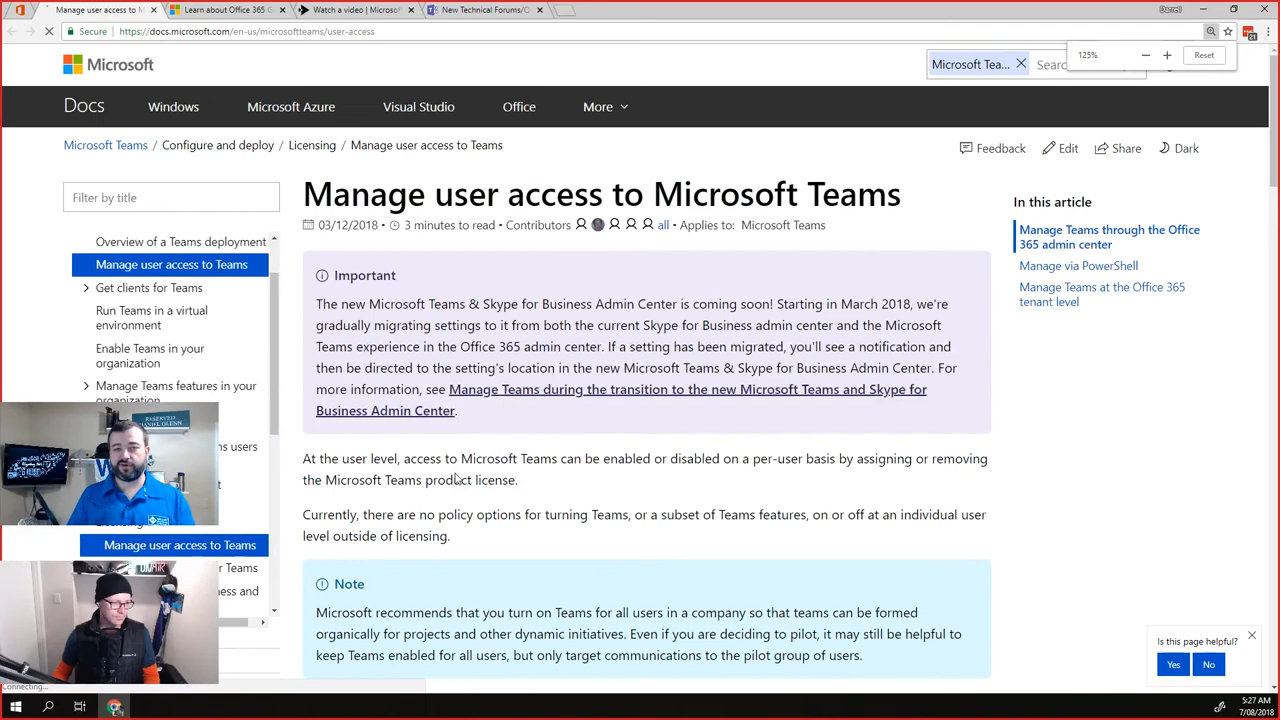 Manage user access to M
Learn about Office 365 G
Watch a video | Microsof
New Technical Forums/Q
Secure
https://docs.microsoft.com/en-us/microsoftteams/user-access
21
125%
Reset
Microsoft
Microsoft Tea...
Searc
Docs
Windows
Microsoft Azure
Visual Studio
Office
More
Microsoft Teams / Configure and deploy / Licensing / Manage user access to Teams
Feedback
Edit
Share
Dark
Filter by title
Overview of a Teams deployment
Manage user access to Teams
Get clients for Teams
Run Teams in a virtual
environment
Enable Teams in your
organization
Manage Teams features in your
organization
ms users
t
Manage user access to Teams
r Teams
ess and
RESERVED
ON AIR
Manage user access to Microsoft Teams
03/12/2018 • 3 minutes to read • Contributors all • Applies to: Microsoft Teams
Important
The new Microsoft Teams & Skype for Business Admin Center is coming soon! Starting in March 2018, we're
gradually migrating settings to it from both the current Skype for Business admin center and the Microsoft
Teams experience in the Office 365 admin center. If a setting has been migrated, you'll see a notification and
then be directed to the setting's location in the new Microsoft Teams & Skype for Business Admin Center. For
more information, see Manage Teams during the transition to the new Microsoft Teams and Skype for
Business Admin Center.
At the user level, access to Microsoft Teams can be enabled or disabled on a per-user basis by assigning or removing
the Microsoft Teams product license.
Currently, there are no policy options for turning Teams, or a subset of Teams features, on or off at an individual user
level outside of licensing.
Note
Microsoft recommends that you turn on Teams for all users in a company so that teams can be formed
organically for projects and other dynamic initiatives. Even if you are deciding to pilot, it may still be helpful to
keep Teams enabled for all users, but only target communications to the pilot group of users.
In this article
Manage Teams through the Office
365 admin center
Manage via PowerShell
Manage Teams at the Office 365
tenant level
Is this page helpful?
Yes
No
Connecting...
5:27 AM
7/08/2018